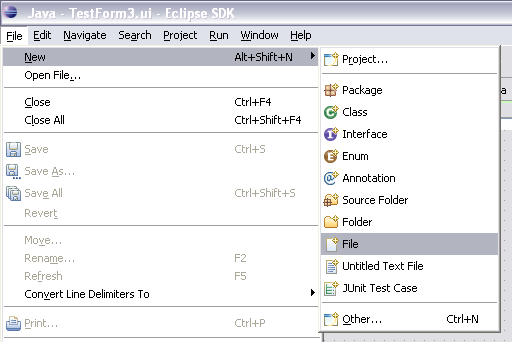 Java - TestForm3.ui - Eclipse SDK
File Edit Navigate Search Project Run Window Help
New Alt+Shift+N
Open File...
Close Ctrl+F4
Close All Ctrl+Shift+F4
Save Ctrl+S
Save As...
Save All Ctrl+Shift+S
Revert
Move...
Rename... F2
Refresh F5
Convert Line Delimiters To
Print... Ctrl+P
Project...
Package
Class
Interface
Enum
Annotation
Source Folder
Folder
File
Untitled Text File
JUnit Test Case
Other... Ctrl+N
a